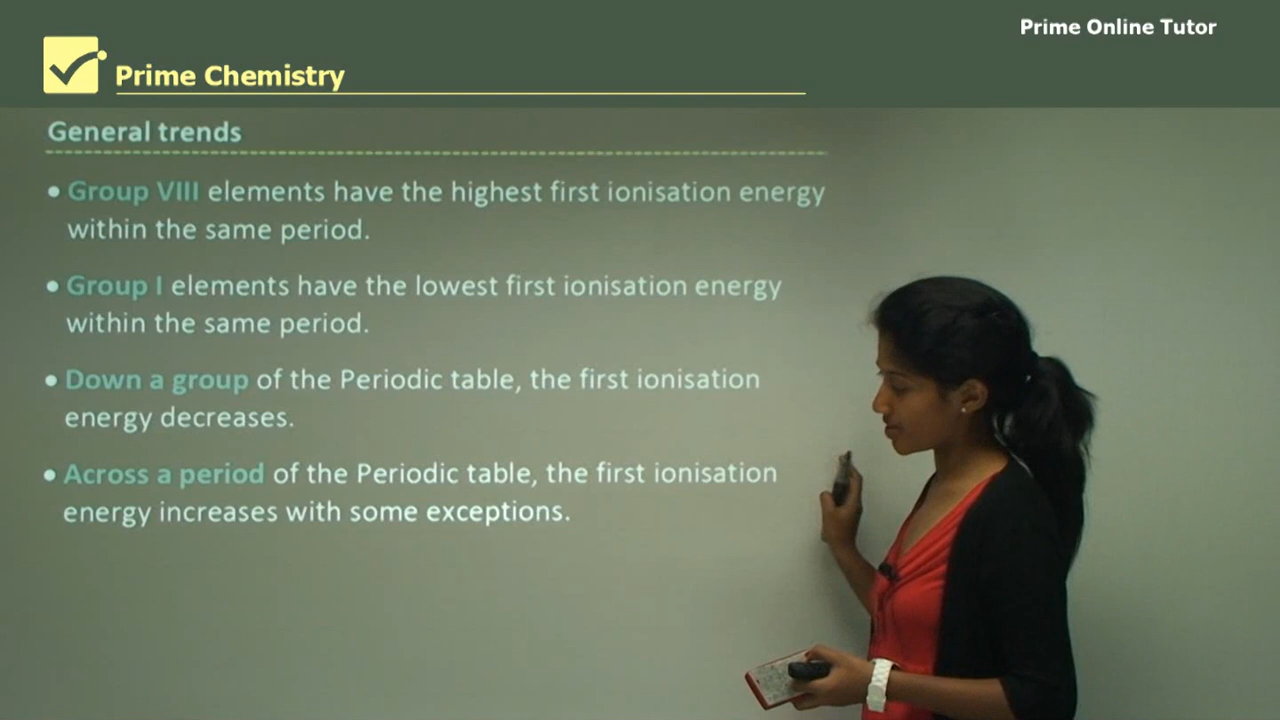 Prime Online Tutor
Prime Chemistry
General trends
• Group VIII elements have the highest first ionisation energy
within the same period.
• Group I elements have the lowest first ionisation energy
within the same period.
• Down a group of the Periodic table, the first ionisation
energy decreases.
• Across a period of the Periodic table, the first ionisation
energy increases with some exceptions.